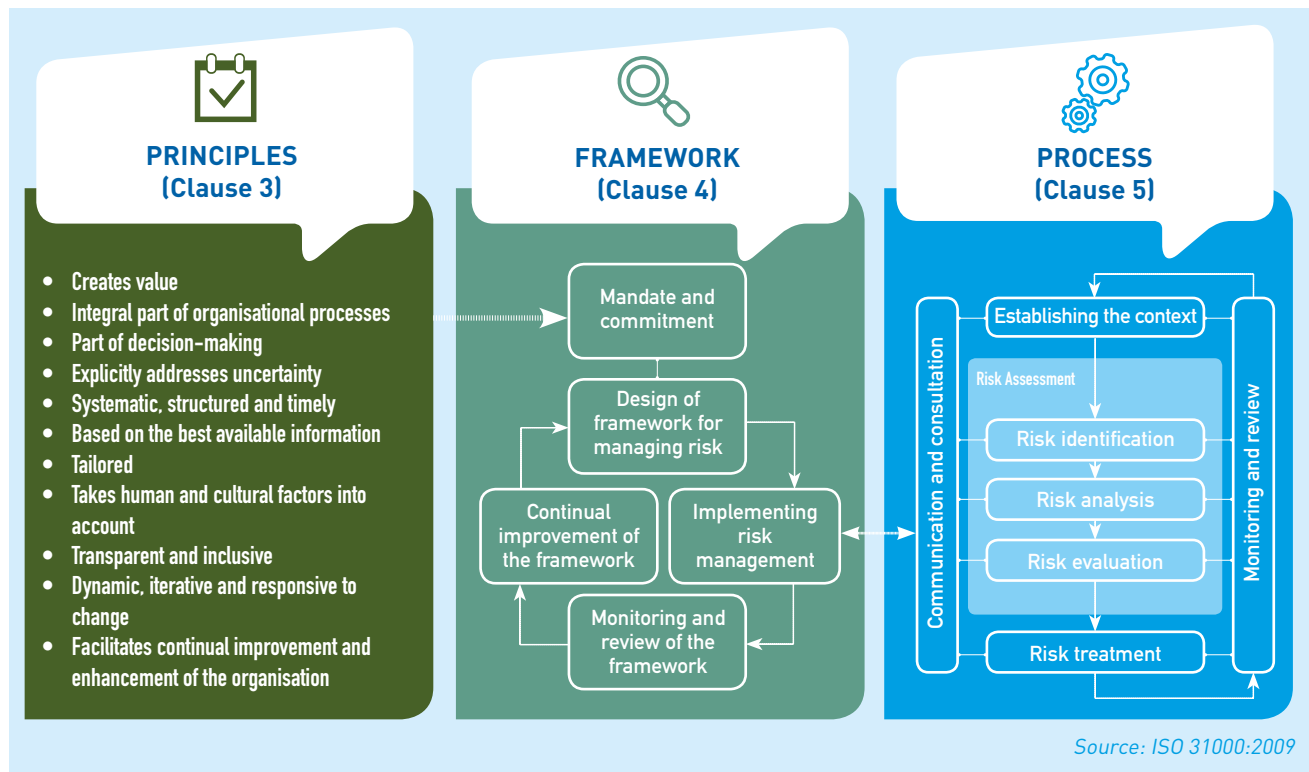 PRINCIPLES
(Clause 3)
• Creates value
• Integral part of organisational processes
• Part of decision-making
• Explicitly addresses uncertainty
• Systematic, structured and timely
• Based on the best available information
• Tailored
• Takes human and cultural factors into
account
• Transparent and inclusive
• Dynamic, iterative and responsive to
change
• Facilitates continual improvement and
enhancement of the organisation
FRAMEWORK
(Clause 4)
Mandate and
commitment
Design of
framework for
managing risk
Continual
improvement of
the framework
Implementing
risk
management
Monitoring and
review of the
framework
PROCESS
(Clause 5)
Communication and consultation
Establishing the context
Risk Assessment
Risk identification
Risk analysis
Risk evaluation
Risk treatment
Monitoring and review
Source: ISO 31000:2009